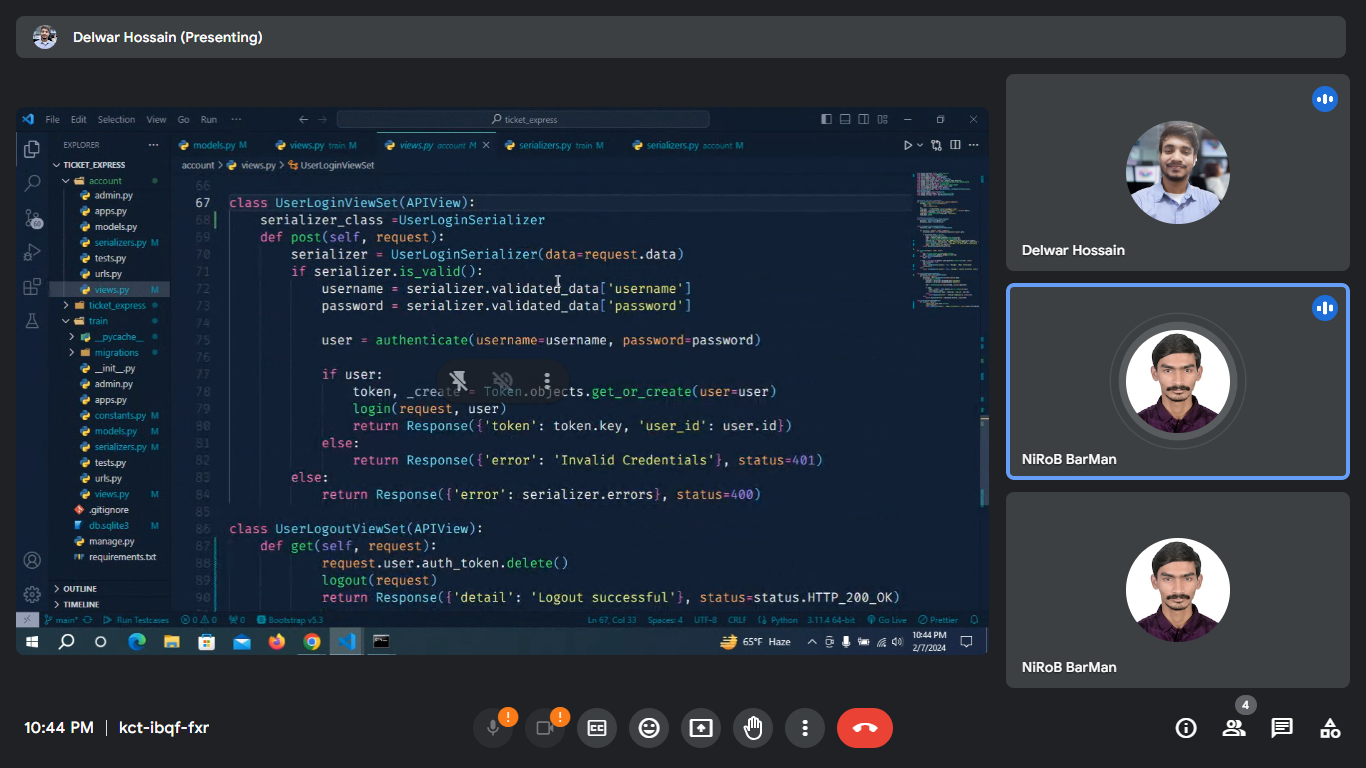 Delwar Hossain (Presenting)
File Edit Selection View Go Run ticket_express
EXPLORER
TICKET_EXPRESS
account
admin.py
apps.py
models.py
serializers.py M
tests.py
urls.py
views.py M
ticket_express
train
__pycache__
migrations
__init__.py
admin.py
apps.py
constants.py M
models.py M
serializers.py M
tests.py
urls.py
views.py M
.gitignore
db.sqlite3 M
manage.py
requirements.txt
OUTLINE
TIMELINE
models.py M views.py train M views.py account M serializers.py train M serializers.py account M
account > views.py > UserLoginViewSet
66
67 class UserLoginViewSet(APIView):
68 serializer_class =UserLoginSerializer
69 def post(self, request):
70 serializer = UserLoginSerializer(data=request.data)
71 if serializer.is_valid():
72 username = serializer.validated_data['username']
73 password = serializer.validated_data['password']
74
75 user = authenticate(username=username, password=password)
76
77 if user:
78 token, _create = Token.objects.get_or_create(user=user)
79 login(request, user)
80 return Response({'token': token.key, 'user_id': user.id})
81 else:
82 return Response({'error': 'Invalid Credentials'}, status=401)
83 else:
84 return Response({'error': serializer.errors}, status=400)
85
86 class UserLogoutViewSet(APIView):
87 def get(self, request):
88 request.user.auth_token.delete()
89 logout(request)
90 return Response({'detail': 'Logout successful'}, status=status.HTTP_200_OK)
main* Run Testcases 0 0 0 Bootstrap v5.3 Ln 67, Col 33 Spaces: 4 UTF-8 CRLF Python 3.11.4 64-bit Go Live Prettier
65°F Haze 10:44 PM
2/7/2024
Delwar Hossain
NiRoB BarMan
NiRoB BarMan
10:44 PM | kct-ibqf-fxr
4